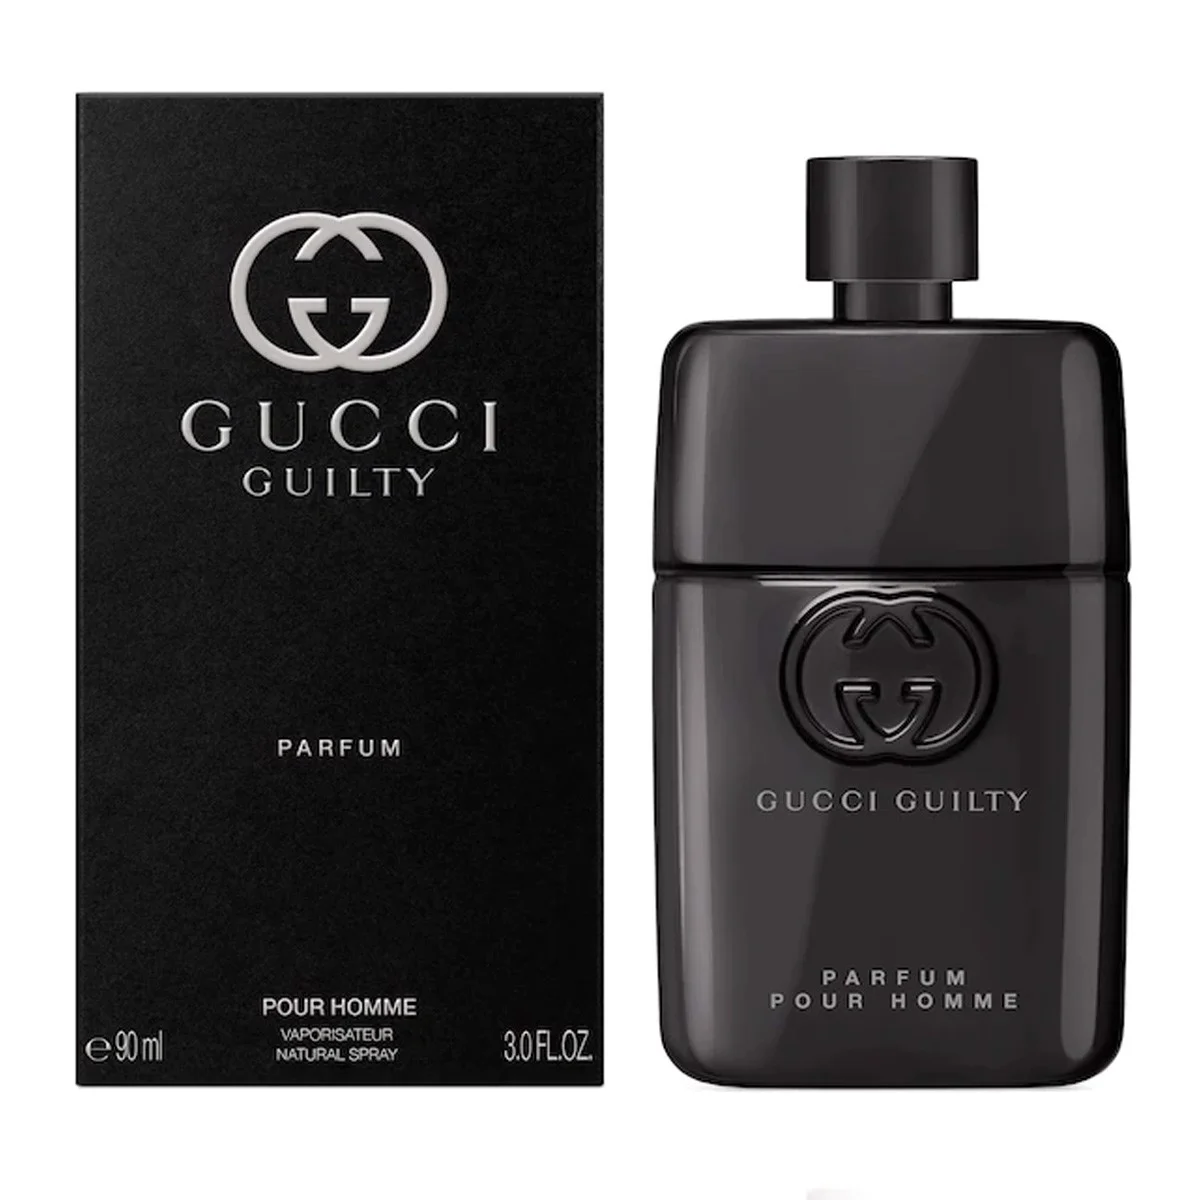 GUCCI
GUILTY
PARFUM
POUR HOMME
VAPORISATEUR
NATURAL SPRAY
℮ 90 ml
3.0 FL.OZ.
GUCCI GUILTY
PARFUM
POUR HOMME